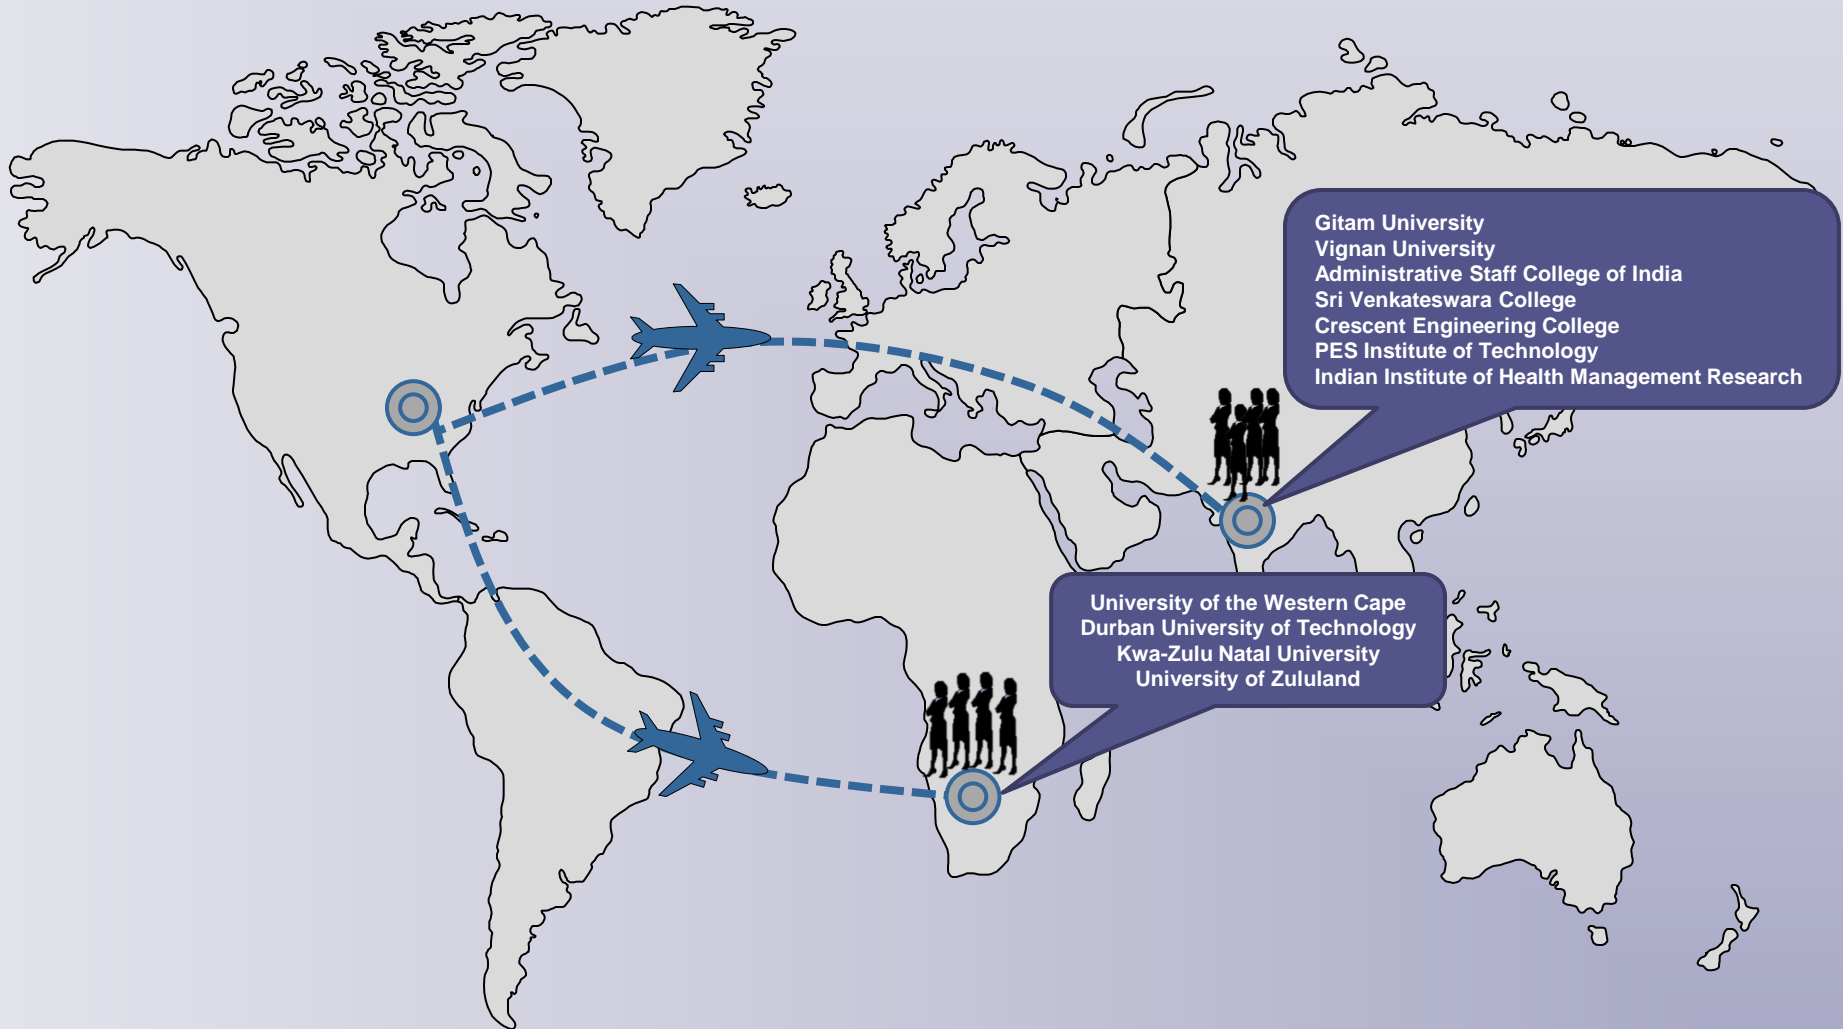 Gitam University
Vignan University
Administrative Staff College of India
Sri Venkateswara College
Crescent Engineering College
PES Institute of Technology
Indian Institute of Health Management Research
University of the Western Cape
Durban University of Technology
Kwa-Zulu Natal University
University of Zululand